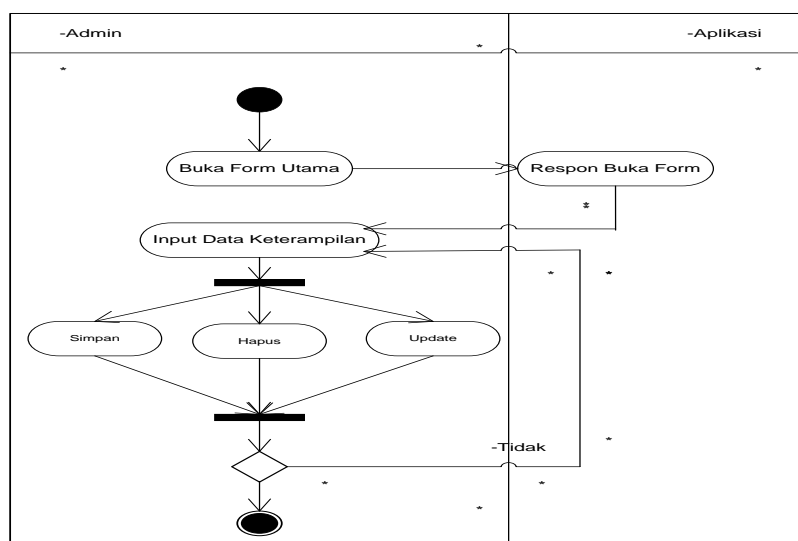 -Admin
-Aplikasi
*
*
*
Buka Form Utama
Respon Buka Form
*
*
Input Data Keterampilan
*
*
Simpan
Hapus
Update
-Tidak
*
*
*
*